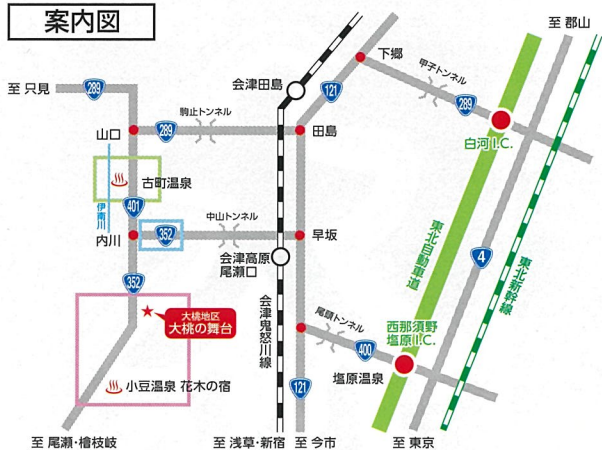 案内図
至 郡山
下郷
会津田島
121
甲子トンネル
289
至 只見
289
駒止トンネル
山口
289
田島
白河 I.C.
古町温泉
伊南川
401
中山トンネル
内川
352
早坂
会津高原
尾瀬口
東北自動車道
4
東北新幹線
352
大桃地区
大桃の舞台
会津鬼怒川線
尾頭トンネル
西那須野
塩原 I.C.
400
塩原温泉
小豆温泉 花木の宿
121
至 尾瀬・檜枝岐
至 浅草・新宿
至 今市
至 東京